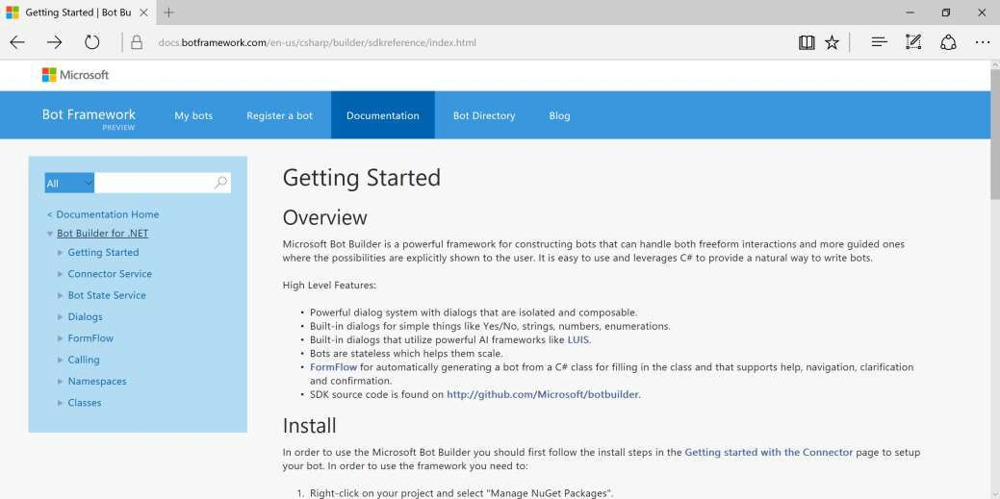 Getting Started | Bot Bu
docs.botframework.com/en-us/csharp/builder/sdkreference/index.html
Microsoft
Bot Framework
PREVIEW
My bots
Register a bot
Documentation
Bot Directory
Blog
All
< Documentation Home
Bot Builder for .NET
Getting Started
Connector Service
Bot State Service
Dialogs
FormFlow
Calling
Namespaces
Classes
Getting Started
Overview
Microsoft Bot Builder is a powerful framework for constructing bots that can handle both freeform interactions and more guided ones
where the possibilities are explicitly shown to the user. It is easy to use and leverages C# to provide a natural way to write bots.
High Level Features:
• Powerful dialog system with dialogs that are isolated and composable.
• Built-in dialogs for simple things like Yes/No, strings, numbers, enumerations.
• Built-in dialogs that utilize powerful AI frameworks like LUIS.
• Bots are stateless which helps them scale.
• FormFlow for automatically generating a bot from a C# class for filling in the class and that supports help, navigation, clarification
and confirmation.
• SDK source code is found on http://github.com/Microsoft/botbuilder.
Install
In order to use the Microsoft Bot Builder you should first follow the install steps in the Getting started with the Connector page to setup
your bot. In order to use the framework you need to:
1. Right-click on your project and select "Manage NuGet Packages".